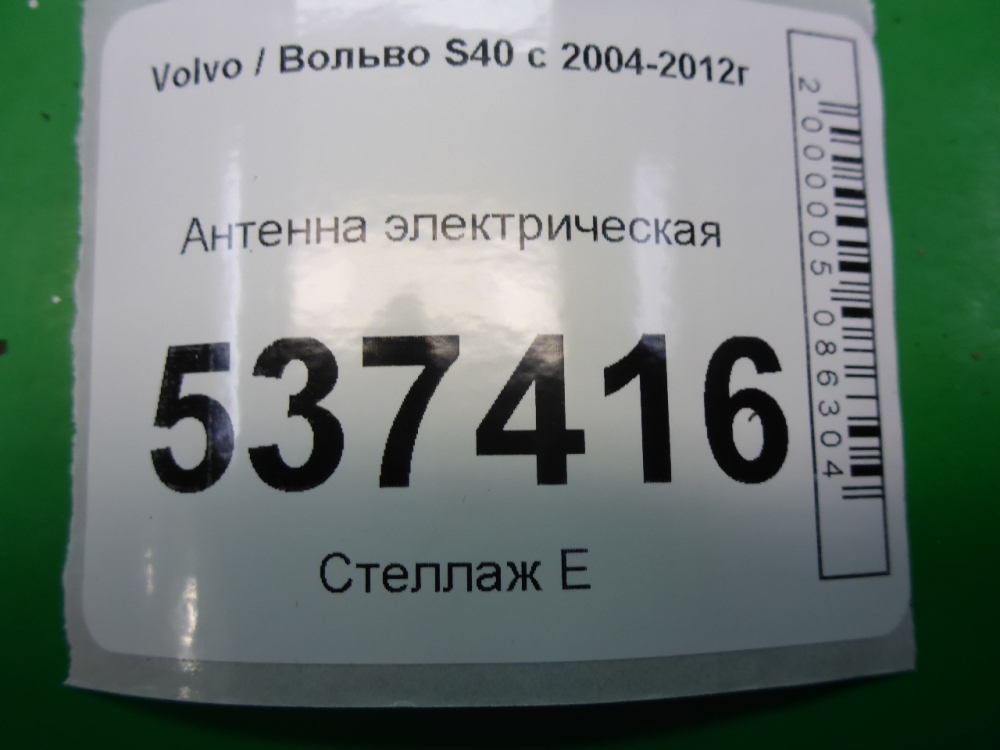 Volvo / Вольво S40 с 2004-2012г
Антенна электрическая
537416
Стеллаж Е
2000005086304